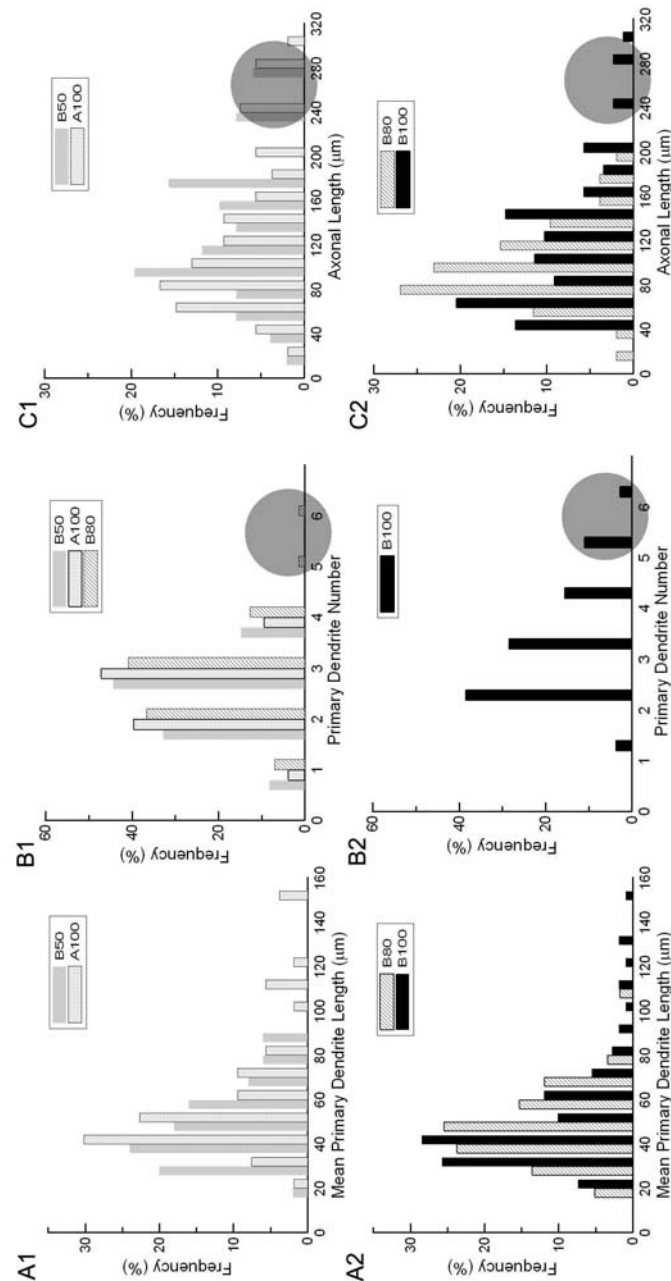 A1
B50
A100
30
20
10
0
Frequency (%)
0 20 40 60 80 100 120 140 160
Mean Primary Dendrite Length (µm)
B1
B50
A100
B80
60
40
20
0
Frequency (%)
1 2 3 4 5 6
Primary Dendrite Number
C1
B50
A100
30
20
10
0
Frequency (%)
0 40 80 120 160 200 240 280 320
Axonal Length (µm)
A2
B80
B100
30
20
10
0
Frequency (%)
0 20 40 60 80 100 120 140 160
Mean Primary Dendrite Length (µm)
B2
B100
60
40
20
0
Frequency (%)
1 2 3 4 5 6
Primary Dendrite Number
C2
B80
B100
30
20
10
0
Frequency (%)
0 40 80 120 160 200 240 280 320
Axonal Length (µm)